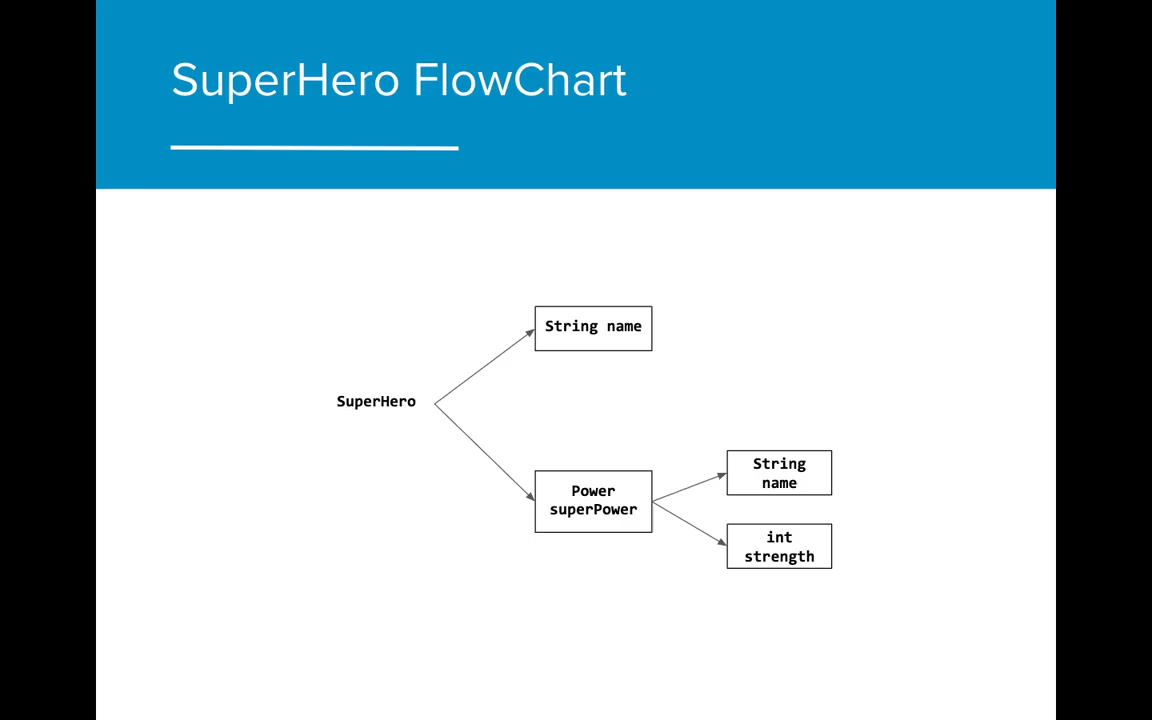 SuperHero FlowChart
String name
SuperHero
Power
superPower
String
name
int
strength